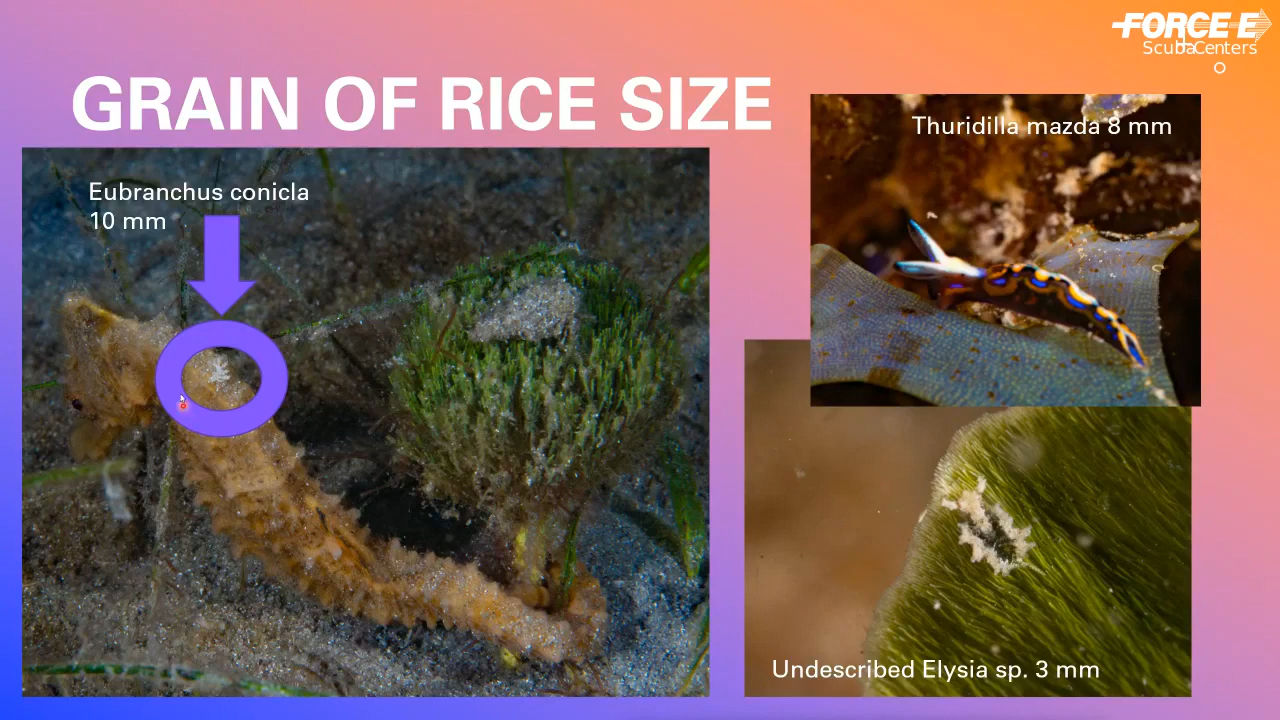 FORCE-E
Scuba Centers
GRAIN OF RICE SIZE
Eubranchus conicla
10 mm
Thuridilla mazda 8 mm
Undescribed Elysia sp. 3 mm